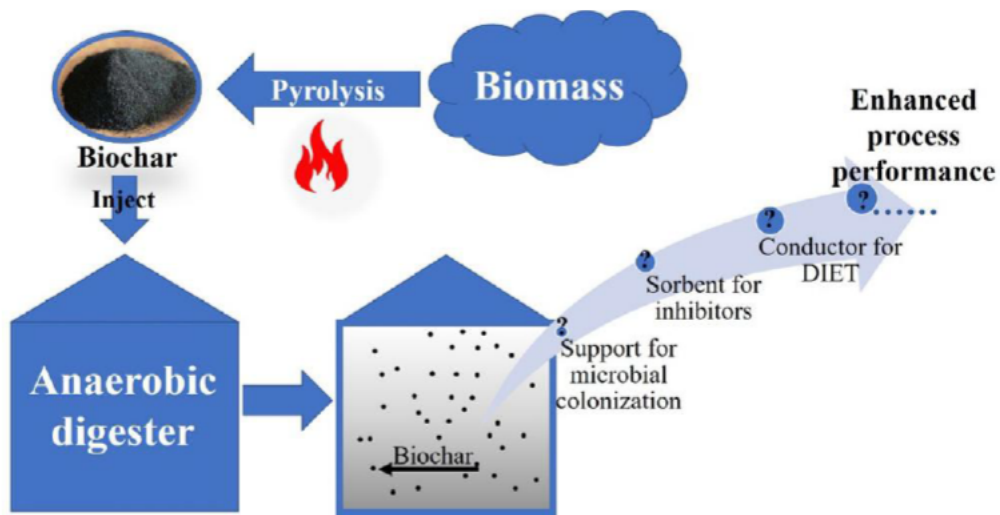 Biomass
Pyrolysis
Biochar
Inject
Anaerobic
digester
Biochar
?
Support for
microbial
colonization
?
Sorbent for
inhibitors
?
Conductor for
DIET
?
.....
Enhanced
process
performance